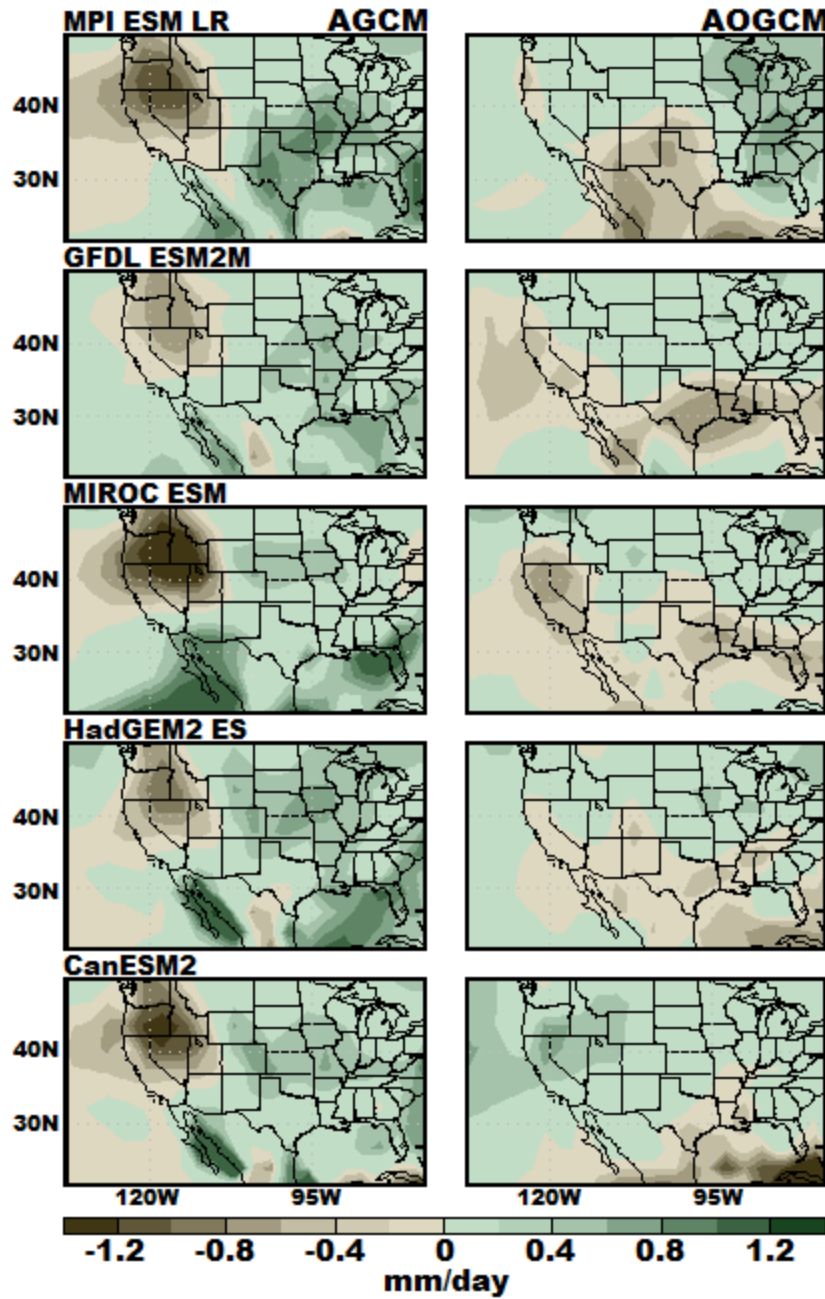 MPI ESM LR AGCM AOGCM
40N
30N
GFDL ESM2M
40N
30N
MIROC ESM
40N
30N
HadGEM2 ES
40N
30N
CanESM2
40N
30N
120W 95W 120W 95W
-1.2 -0.8 -0.4 0 0.4 0.8 1.2
mm/day